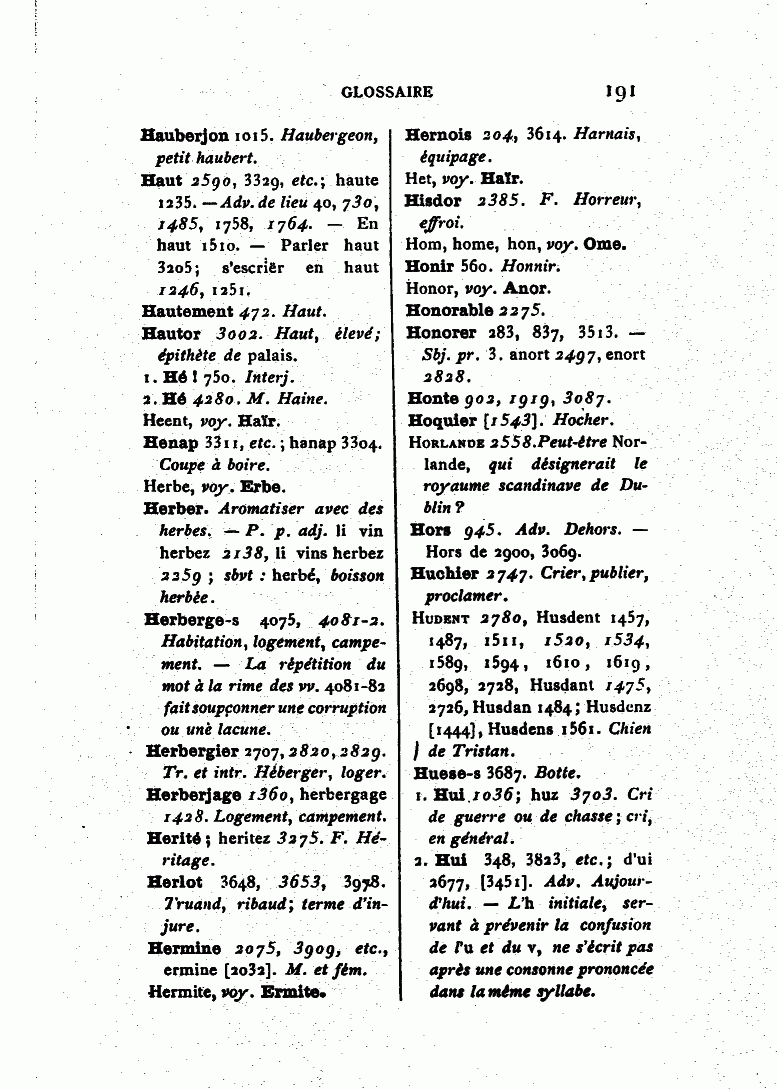 GLOSSAIRE 191
Hauberjon 1015. Haubergeon,
petit haubert.
Haut 2590, 3329, etc.; haute
1235. — Adv. de lieu 40, 730,
1485, 1758, 1764. — En
haut 1510. — Parler haut
3205; s'escriër en haut
1246, 1251.
Hautement 472. Haut.
Hautor 3002. Haut, élevé;
épithète de palais.
1. Hé ! 750. Interj.
2. Hé 4280. M. Haine.
Heent, voy. Haïr.
Henap 3311, etc.; hanap 3304.
Coupe à boire.
Herbe, voy. Erbe.
Herber. Aromatiser avec des
herbes. — P. p. adj. li vin
herbez 2138, li vins herbez
2259 ; sbvt : herbé, boisson
herbée.
Herberge-s 4075, 4081-2.
Habitation, logement, campe-
ment. — La répétition du
mot à la rime des vv. 4081-82
fait soupçonner une corruption
ou une lacune.
Herbergier 2707, 2820, 2829.
Tr. et intr. Héberger, loger.
Herberjage 1360, herbergage
1428. Logement, campement.
Herité ; heritez 3275. F. Hé-
ritage.
Herlot 3648, 3653, 3978.
Truand, ribaud; terme d'in-
jure.
Hermine 2075, 3909, etc.,
ermine [2032]. M. et fém.
Hermite, voy. Ermite.
Hernois 204, 3614. Harnais,
équipage.
Het, voy. Haïr.
Hisdor 2385. F. Horreur,
effroi.
Hom, home, hon, voy. Ome.
Honir 560. Honnir.
Honor, voy. Anor.
Honorable 2275.
Honorer 283, 837, 3513. —
Sbj. pr. 3. anort 2497, enort
2828.
Honte 902, 1919, 3087.
Hoquier [1543]. Hocher.
HORLANDE 2558. Peut-être Nor-
lande, qui désignerait le
royaume scandinave de Du-
blin ?
Hors 945. Adv. Dehors. —
Hors de 2900, 3069.
Huchier 2747. Crier, publier,
proclamer.
HUDENT 2780, Husdent 1457,
1487, 1511, 1520, 1534,
1589, 1594, 1610, 1619,
2698, 2728, Husdant 1475,
2726, Husdan 1484; Husdenz
[1444], Husdens 1561. Chien
de Tristan.
Huese-s 3687. Botte.
1. Hui 1036; huz 3703. Cri
de guerre ou de chasse; cri,
en général.
2. Hui 348, 3823, etc.; d'ui
2677, [3451]. Adv. Aujour-
d'hui. — L'h initiale, ser-
vant à prévenir la confusion
de l'u et du v, ne s'écrit pas
après une consonne prononcée
dans la même syllabe.